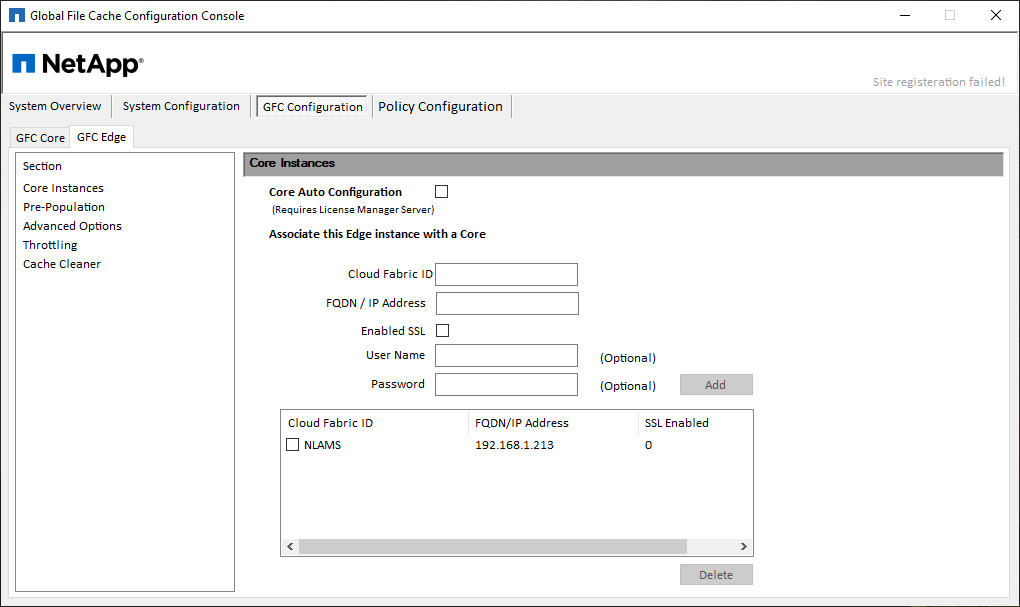 Global File Cache Configuration Console
NetApp®
Site registeration failed!
System Overview System Configuration GFC Configuration Policy Configuration
GFC Core GFC Edge
Section
Core Instances
Pre-Population
Advanced Options
Throttling
Cache Cleaner
Core Instances
Core Auto Configuration
(Requires License Manager Server)
Associate this Edge instance with a Core
Cloud Fabric ID
FQDN / IP Address
Enabled SSL
User Name (Optional)
Password (Optional) Add
Cloud Fabric ID FQDN/IP Address SSL Enabled
NLAMS 192.168.1.213 0
Delete